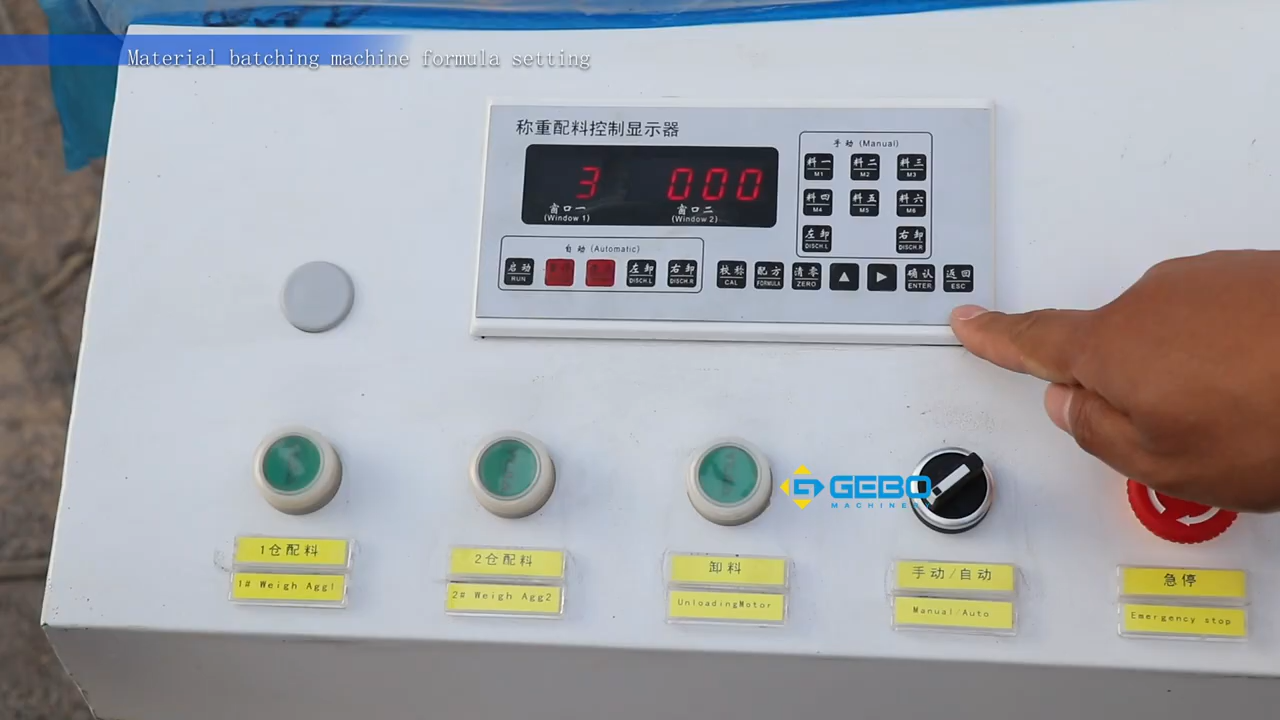 Material batching machine formula setting
称重配料控制显示器
3 000
窗口一 窗口二
(Window 1) (Window 2)
手动 (Manual)
料一 料二 料三
M1 M2 M3
料四 料五 料六
M4 M5 M6
左卸 右卸
DISCH.L DISCH.R
自动 (Automatic)
启动 左卸 右卸 校称 配方 清零 确认 返回
RUN DISCH.L DISCH.R CAL FORMULA ZERO ENTER ESC
GEBO
MACHINERY
1仓配料 2仓配料 卸料 手动/自动 急停
1# Weigh Agg1 2# Weigh Agg2 UnloadingMotor Manual/Auto Emergency stop